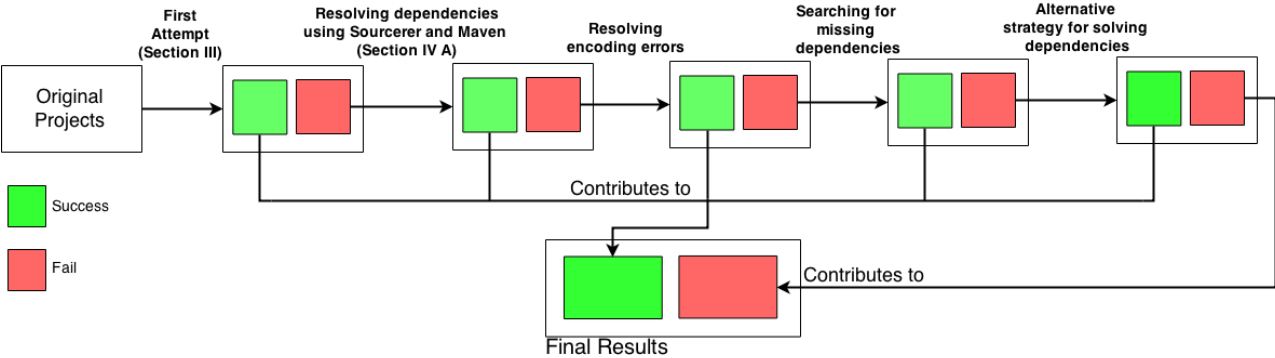 First
Attempt
(Section III)
Resolving dependencies
using Sourcerer and Maven
(Section IV A)
Resolving
encoding errors
Searching for
missing
dependencies
Alternative
strategy for solving
dependencies
Original
Projects
Success
Fail
Contributes to
Contributes to
Final Results